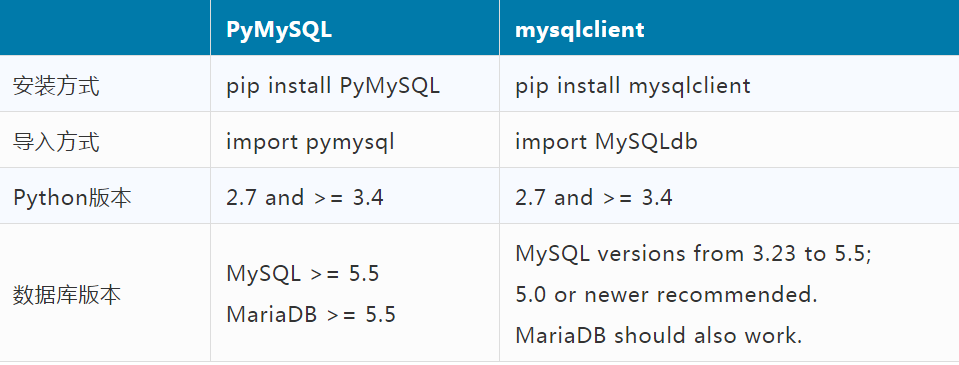 PyMySQL mysqlclient
安装方式 pip install PyMySQL pip install mysqlclient
导入方式 import pymysql import MySQLdb
Python版本 2.7 and >= 3.4 2.7 and >= 3.4
数据库版本
MySQL >= 5.5
MariaDB >= 5.5
MySQL versions from 3.23 to 5.5;
5.0 or newer recommended.
MariaDB should also work.